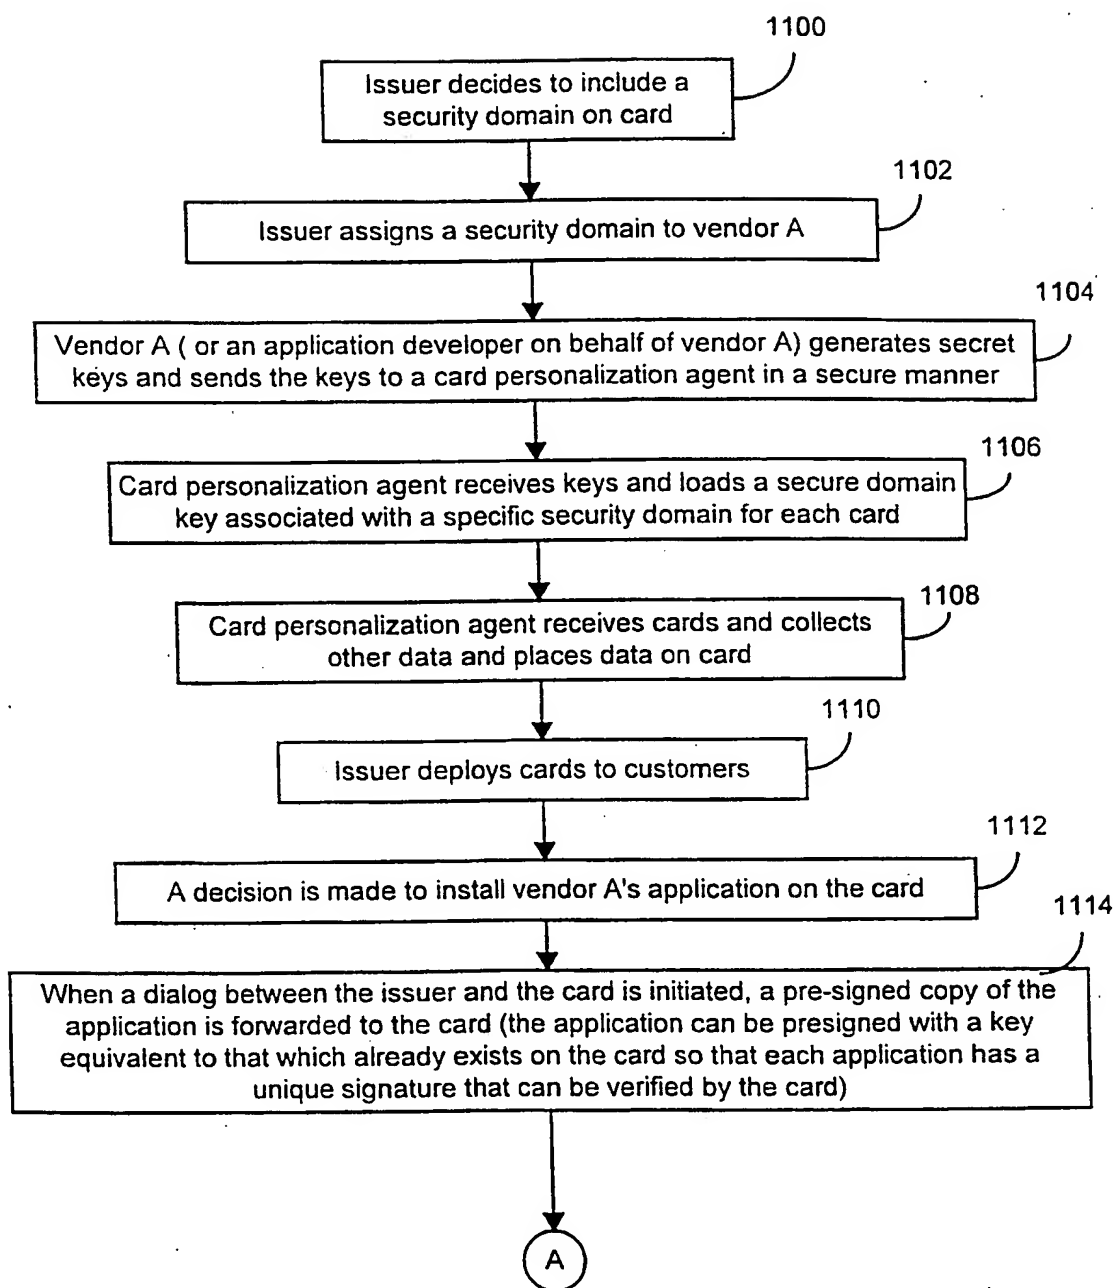 1100
Issuer decides to include a
security domain on card
1102
Issuer assigns a security domain to vendor A
1104
Vendor A ( or an application developer on behalf of vendor A) generates secret
keys and sends the keys to a card personalization agent in a secure manner
1106
Card personalization agent receives keys and loads a secure domain
key associated with a specific security domain for each card
1108
Card personalization agent receives cards and collects
other data and places data on card
1110
Issuer deploys cards to customers
1112
A decision is made to install vendor A's application on the card
1114
When a dialog between the issuer and the card is initiated, a pre-signed copy of the
application is forwarded to the card (the application can be presigned with a key
equivalent to that which already exists on the card so that each application has a
unique signature that can be verified by the card)
A